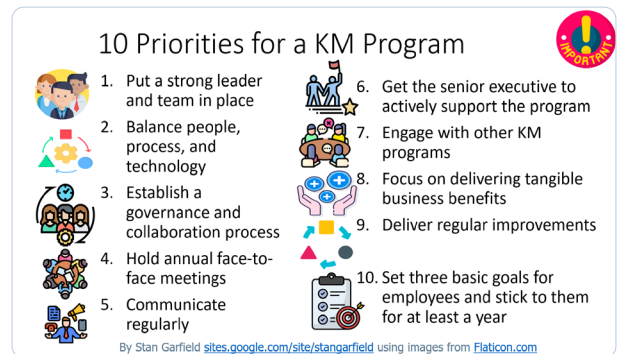 10 Priorities for a KM Program
IMPORTANT
1. Put a strong leader
and team in place
2. Balance people,
process, and
technology
3. Establish a
governance and
collaboration process
4. Hold annual face-to-
face meetings
5. Communicate
regularly
6. Get the senior executive to
actively support the program
7. Engage with other KM
programs
8. Focus on delivering tangible
business benefits
9. Deliver regular improvements
10. Set three basic goals for
employees and stick to them
for at least a year
By Stan Garfield sites.google.com/site/stangarfield using images from Flaticon.com